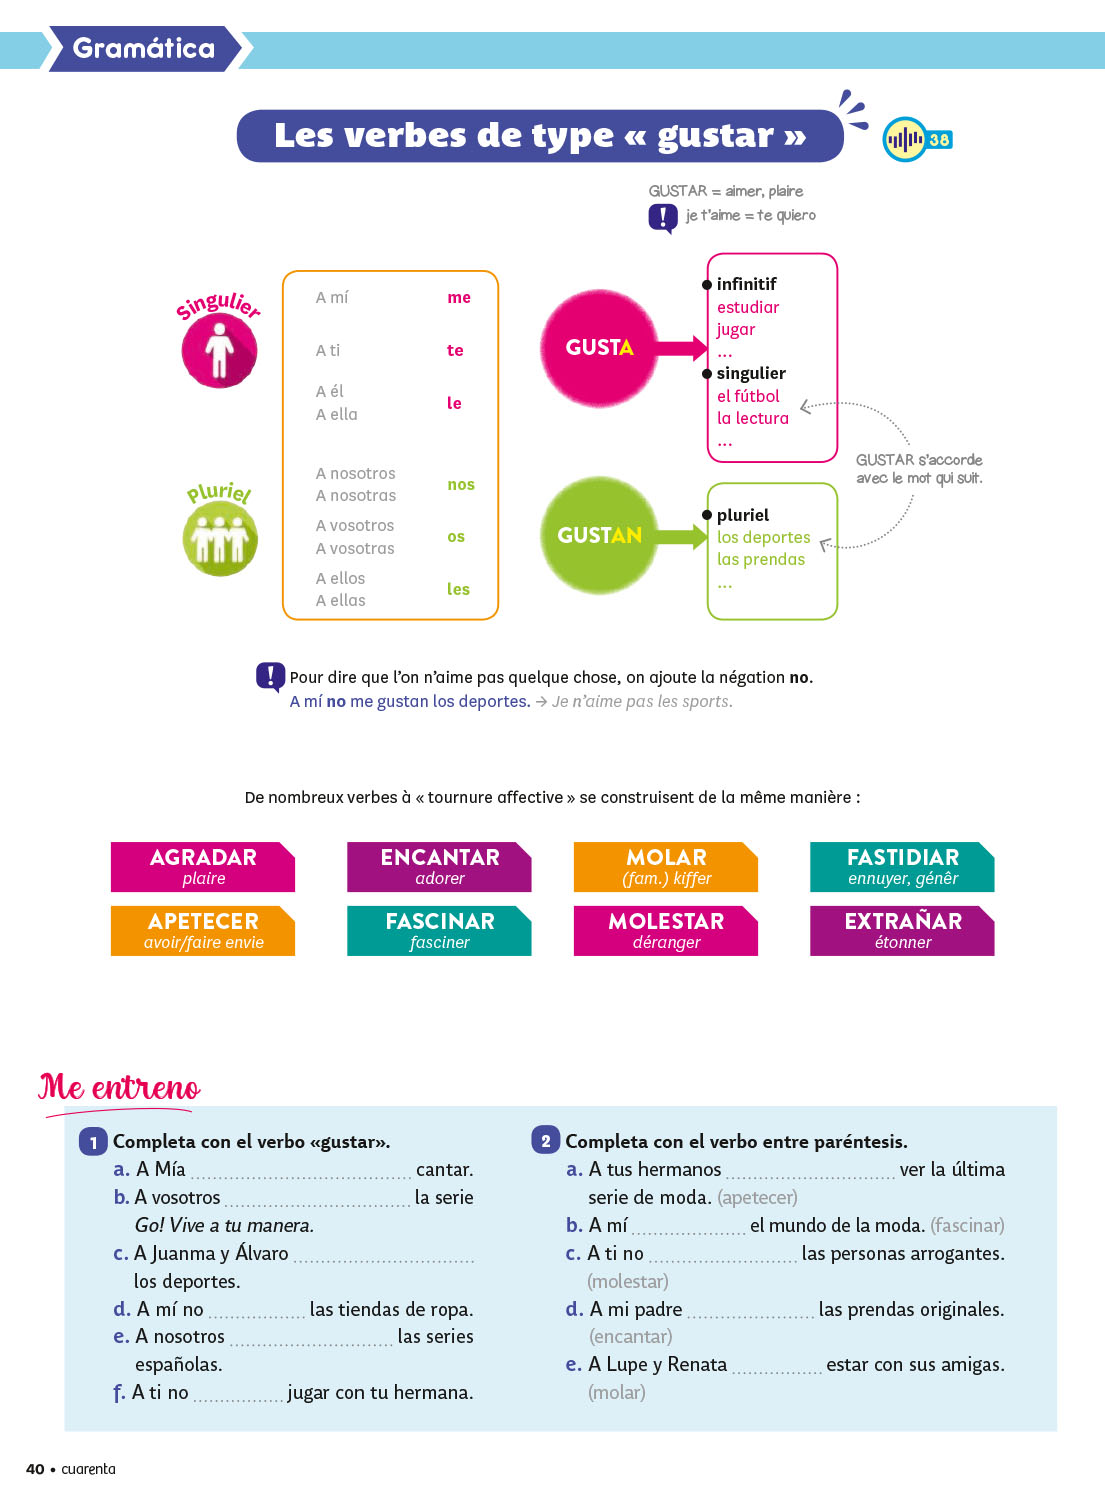 Gramática
Les verbes de type « gustar »
38
GUSTAR = aimer, plaire
! je t'aime = te quiero
Singulier
A mí me
A ti te
A él
A ella
le
Pluriel
A nosotros
A nosotras
nos
A vosotros
A vosotras
os
A ellos
A ellas
les
GUSTA
• infinitif
estudiar
jugar
...
• singulier
el fútbol
la lectura
...
GUSTAR s'accorde
avec le mot qui suit.
GUSTAN
• pluriel
los deportes
las prendas
...
! Pour dire que l'on n'aime pas quelque chose, on ajoute la négation no.
A mí no me gustan los deportes. → Je n'aime pas les sports.
De nombreux verbes à « tournure affective » se construisent de la même manière :
AGRADAR
plaire
ENCANTAR
adorer
MOLAR
(fam.) kiffer
FASTIDIAR
ennuyer, génêr
APETECER
avoir/faire envie
FASCINAR
fasciner
MOLESTAR
déranger
EXTRAÑAR
étonner
Me entreno
1 Completa con el verbo «gustar».
a. A Mía ........................................ cantar.
b. A vosotros .................................. la serie
Go! Vive a tu manera.
c. A Juanma y Álvaro .................................
los deportes.
d. A mí no .................. las tiendas de ropa.
e. A nosotros .............................. las series
españolas.
f. A ti no ................. jugar con tu hermana.
2 Completa con el verbo entre paréntesis.
a. A tus hermanos ............................... ver la última
serie de moda. (apetecer)
b. A mí ..................... el mundo de la moda. (fascinar)
c. A ti no ........................... las personas arrogantes.
(molestar)
d. A mi padre ....................... las prendas originales.
(encantar)
e. A Lupe y Renata ................. estar con sus amigas.
(molar)
40 • cuarenta